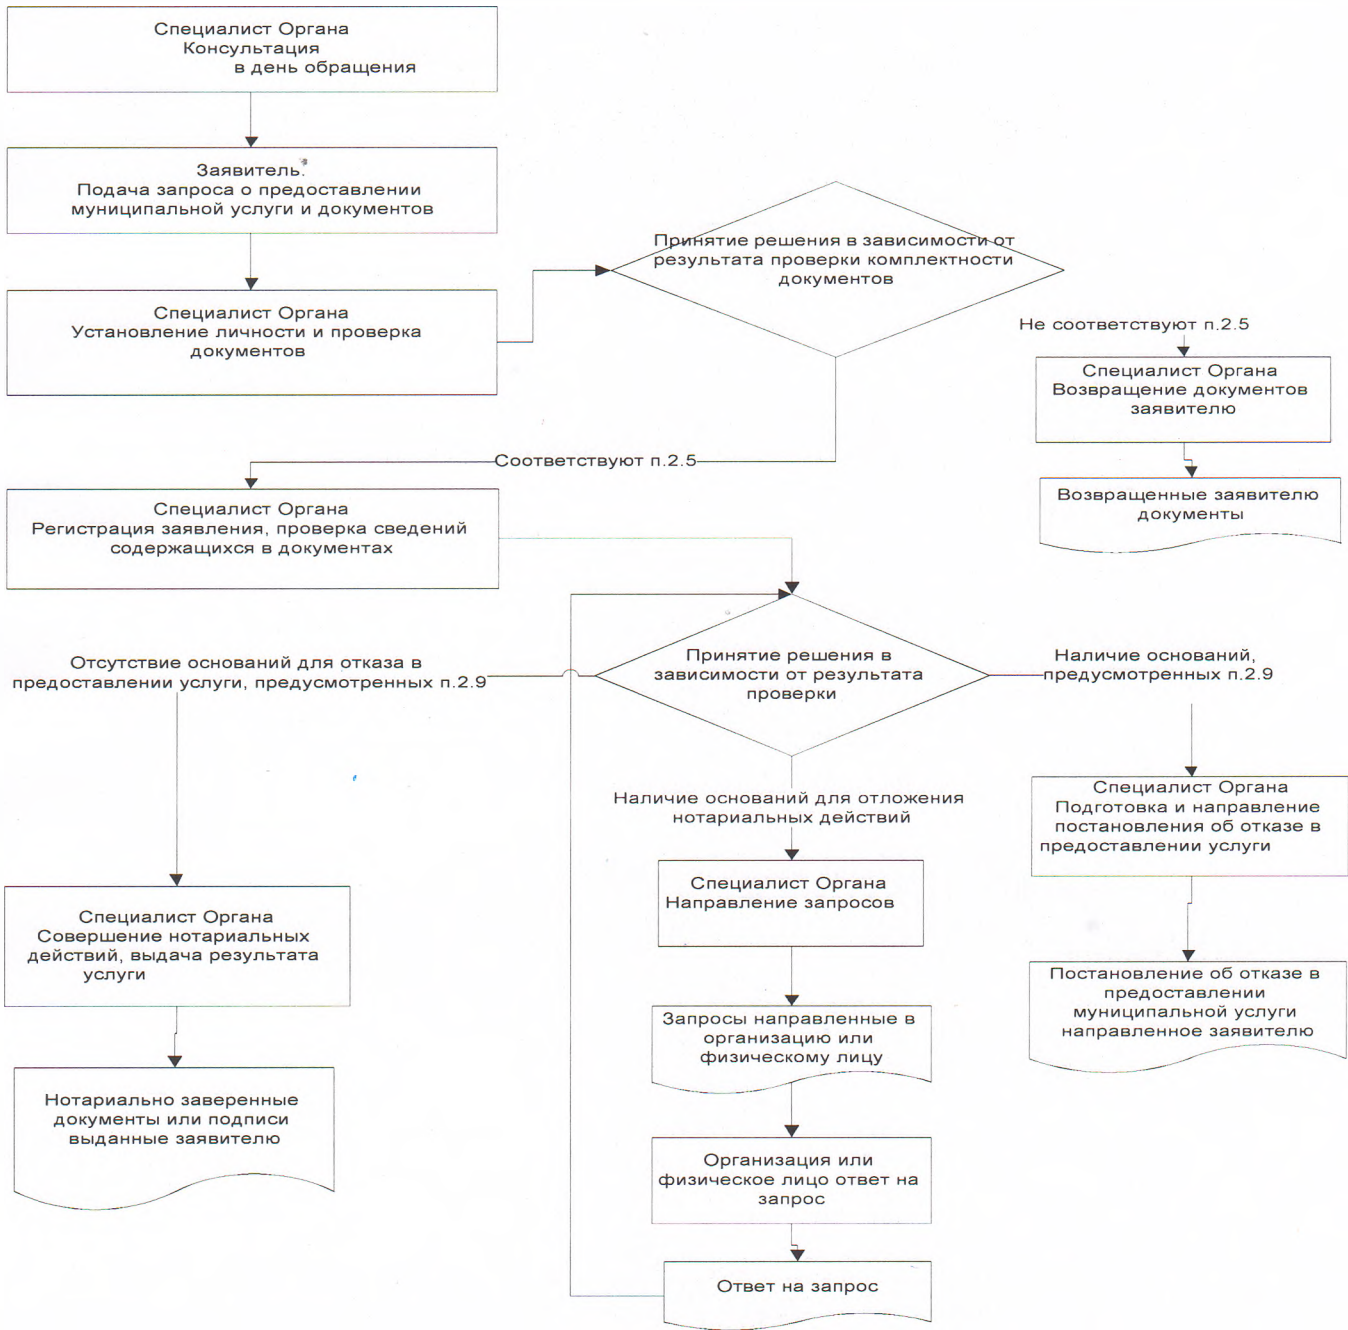 Специалист Органа
Консультация
в день обращения
Заявитель.
Подача запроса о предоставлении
муниципальной услуги и документов
Специалист Органа
Установление личности и проверка
документов
Принятие решения в зависимости от
результата проверки комплектности
документов
Не соответствуют п.2.5
Специалист Органа
Возвращение документов
заявителю
Возвращенные заявителю
документы
Соответствуют п.2.5
Специалист Органа
Регистрация заявления, проверка сведений
содержащихся в документах
Принятие решения в
зависимости от результата
проверки
Отсутствие оснований для отказа в
предоставлении услуги, предусмотренных п.2.9
Наличие оснований,
предусмотренных п.2.9
Наличие оснований для отложения
нотариальных действий
Специалист Органа
Совершение нотариальных
действий, выдача результата
услуги
Нотариально заверенные
документы или подписи
выданные заявителю
Специалист Органа
Направление запросов
Запросы направленные в
организацию или
физическому лицу
Организация или
физическое лицо ответ на
запрос
Ответ на запрос
Специалист Органа
Подготовка и направление
постановления об отказе в
предоставлении услуги
Постановление об отказе в
предоставлении
муниципальной услуги
направленное заявителю